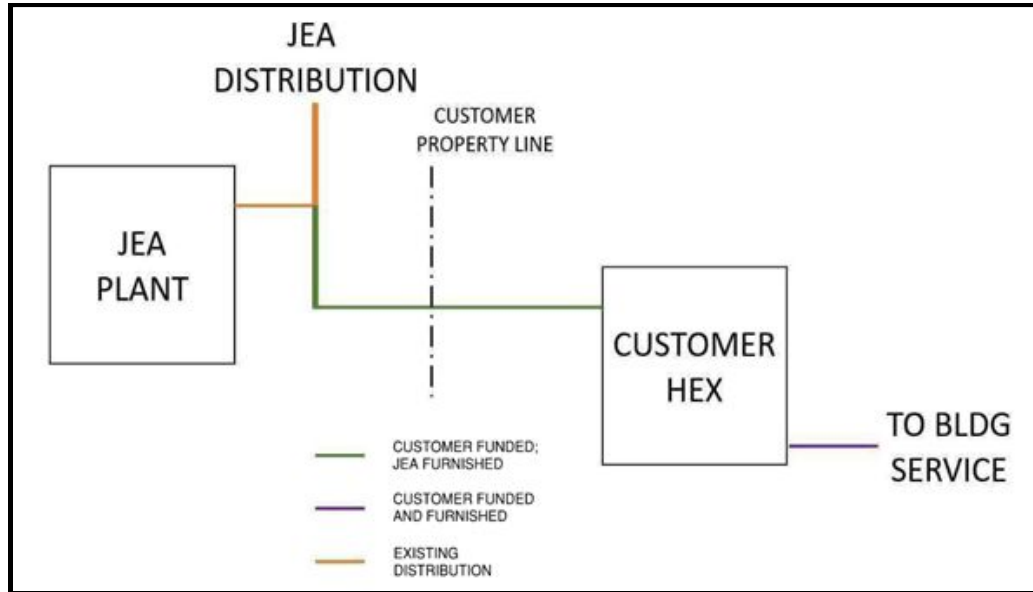 JEA
DISTRIBUTION
CUSTOMER
PROPERTY LINE
JEA
PLANT
CUSTOMER
HEX
TO BLDG
SERVICE
CUSTOMER FUNDED;
JEA FURNISHED
CUSTOMER FUNDED
AND FURNISHED
EXISTING
DISTRIBUTION